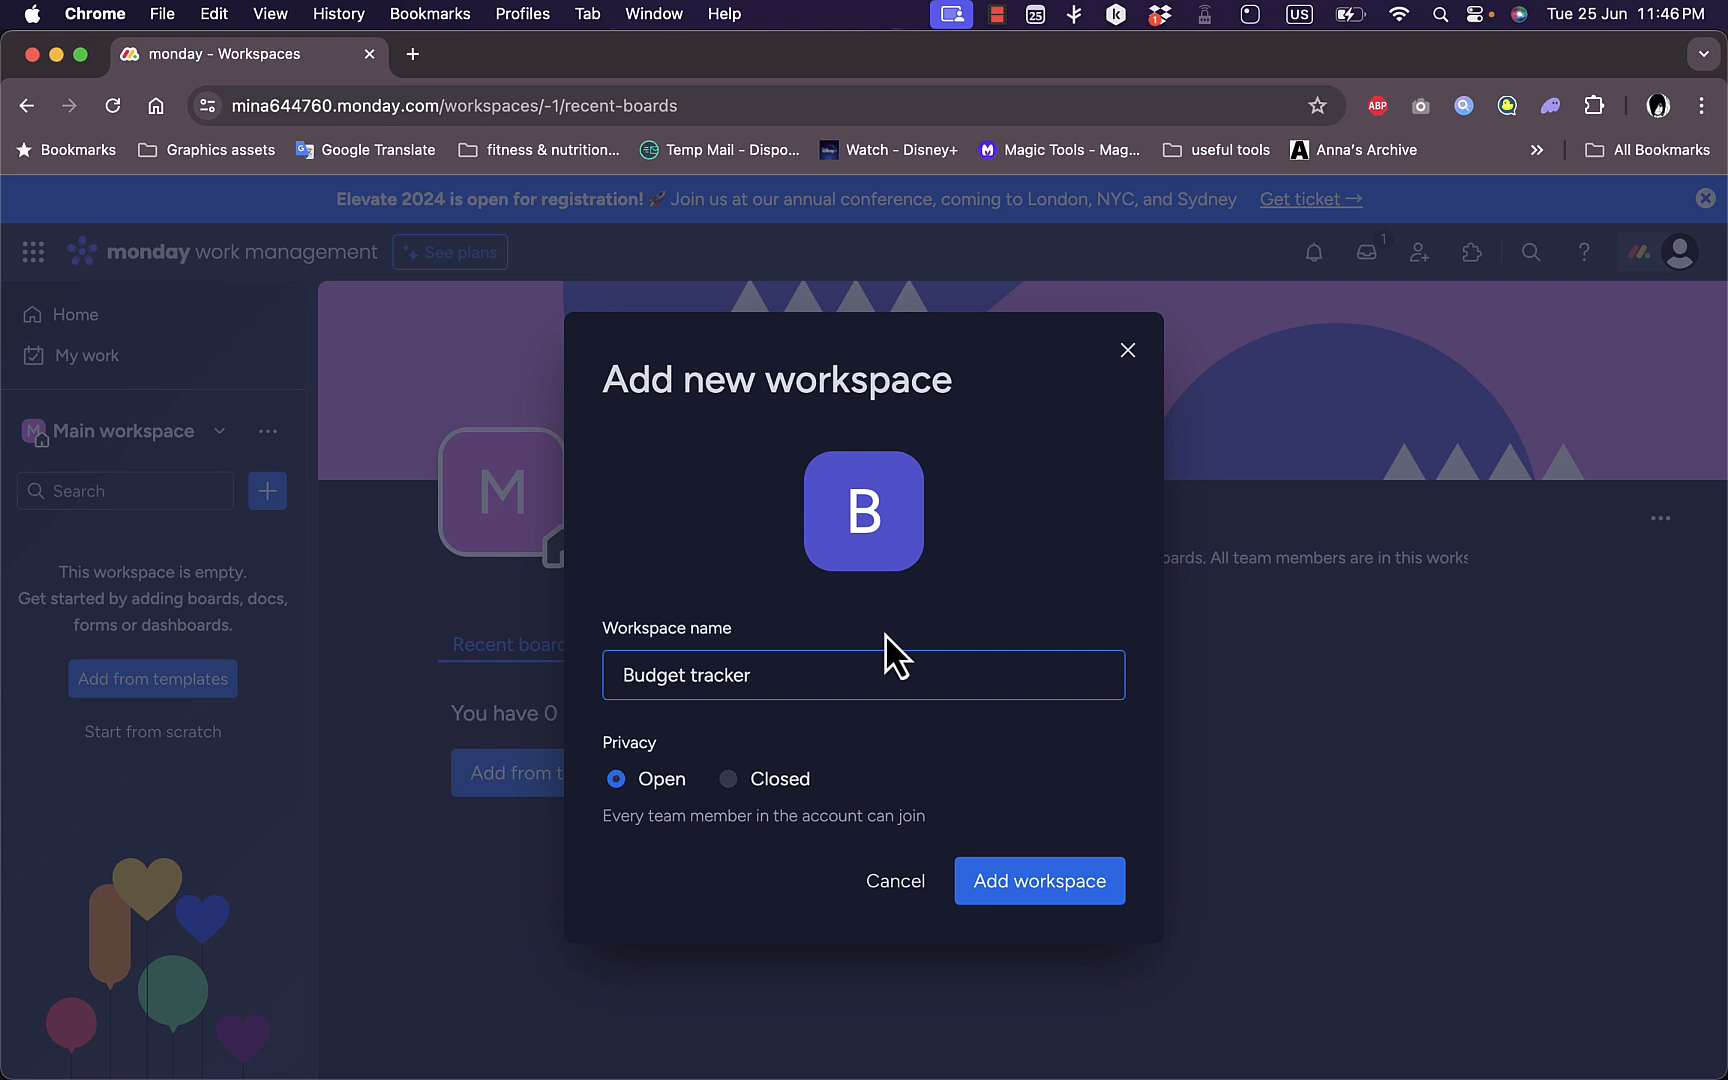 Chrome File Edit View History Bookmarks Profiles Tab Window Help 25 1 US Tue 25 Jun 11:46 PM
monday - Workspaces
mina644760.monday.com/workspaces/-1/recent-boards ABP
Bookmarks Graphics assets Google Translate fitness & nutrition... Temp Mail - Dispo... Watch - Disney+ Magic Tools - Mag... useful tools Anna's Archive All Bookmarks
Elevate 2024 is open for registration! 🚀 Join us at our annual conference, coming to London, NYC, and Sydney Get ticket →
monday work management See plans 1
Home
My work
M Main workspace
Search
This workspace is empty.
Get started by adding boards, docs,
forms or dashboards.
Add from templates
Start from scratch
M
oards. All team members are in this works
Recent board
You have 0
Add from t
Add new workspace
B
Workspace name
Budget tracker
Privacy
Open Closed
Every team member in the account can join
Cancel Add workspace